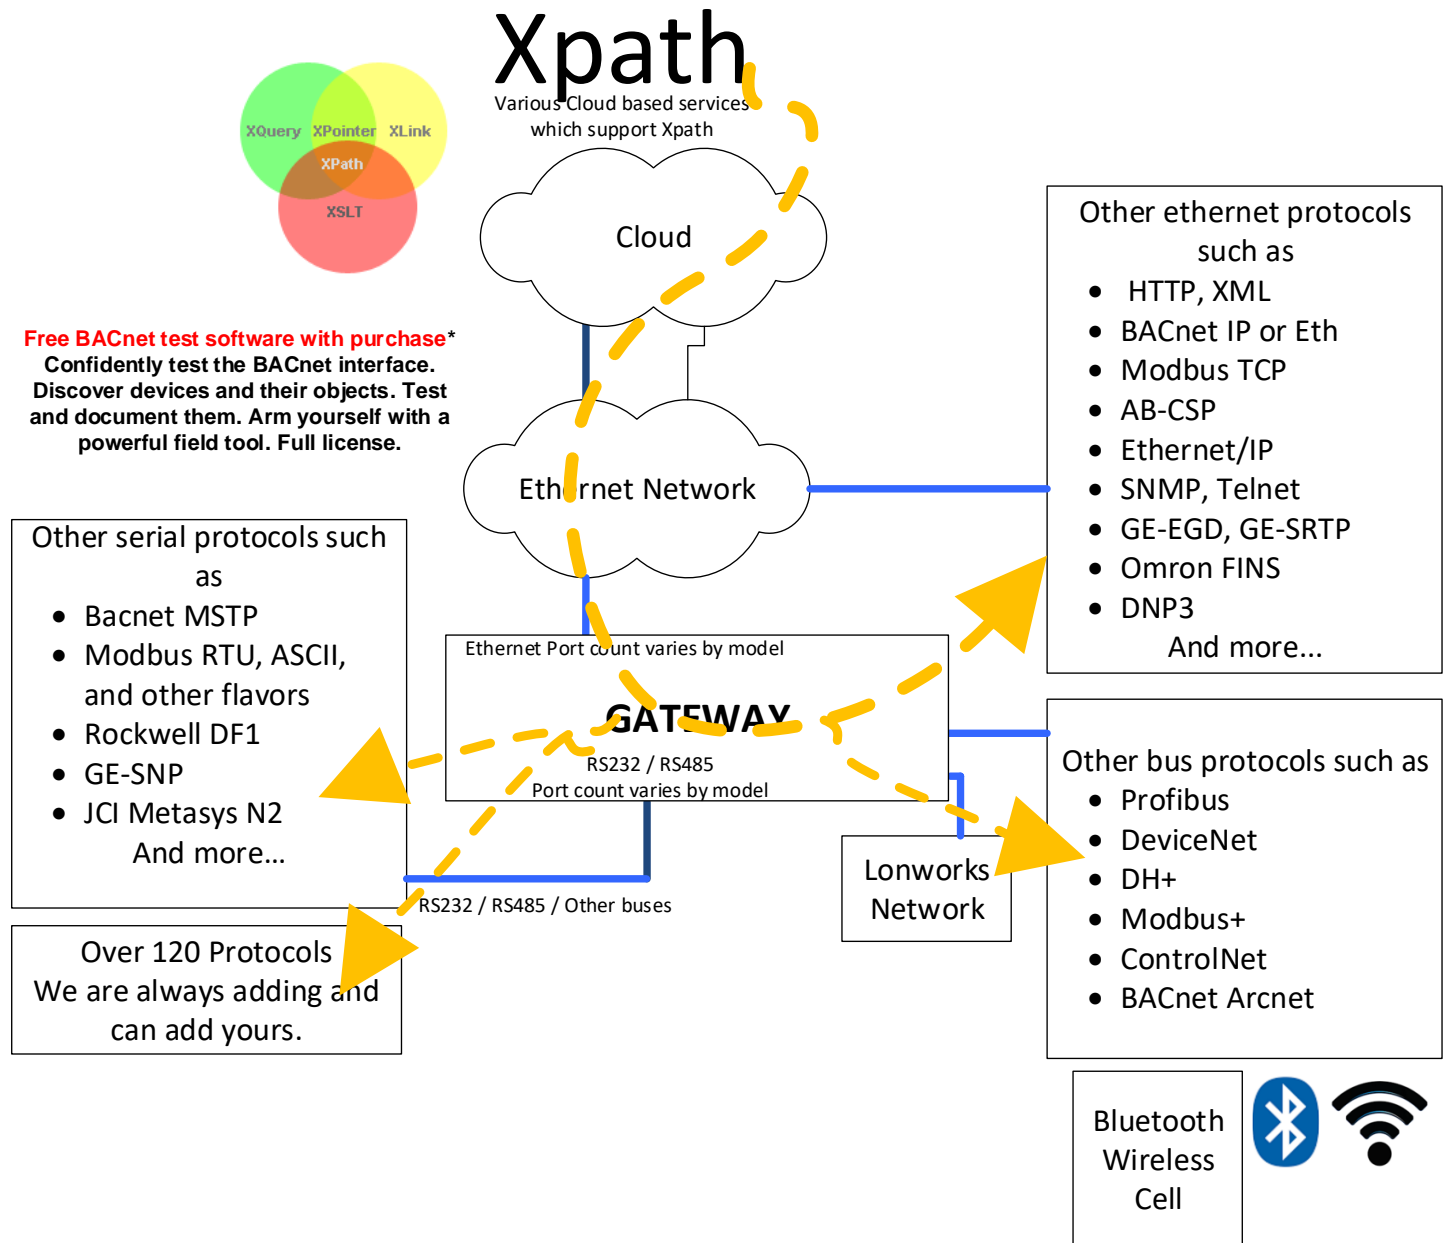 Xpath
Various Cloud based services
which support Xpath
XQuery XPointer XLink
XPath
XSLT
Cloud
Free BACnet test software with purchase*
Confidently test the BACnet interface.
Discover devices and their objects. Test
and document them. Arm yourself with a
powerful field tool. Full license.
Ethernet Network
Other ethernet protocols
such as
• HTTP, XML
• BACnet IP or Eth
• Modbus TCP
• AB-CSP
• Ethernet/IP
• SNMP, Telnet
• GE-EGD, GE-SRTP
• Omron FINS
• DNP3
And more...
Other serial protocols such
as
• Bacnet MSTP
• Modbus RTU, ASCII,
and other flavors
• Rockwell DF1
• GE-SNP
• JCI Metasys N2
And more...
Ethernet Port count varies by model
GATEWAY
RS232 / RS485
Port count varies by model
RS232 / RS485 / Other buses
Lonworks
Network
Other bus protocols such as
• Profibus
• DeviceNet
• DH+
• Modbus+
• ControlNet
• BACnet Arcnet
Over 120 Protocols
We are always adding and
can add yours.
Bluetooth
Wireless
Cell